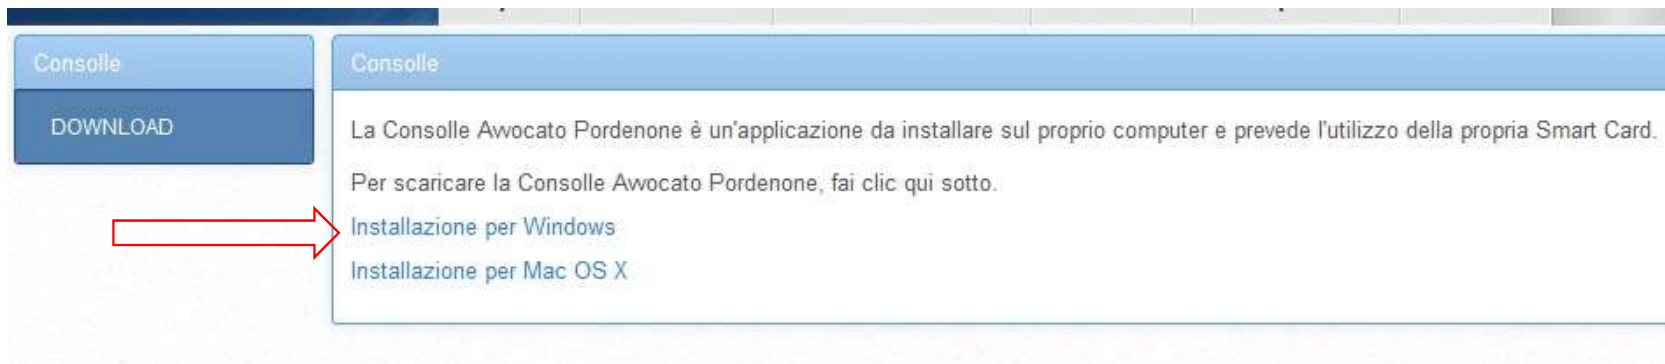 Consolle
DOWNLOAD
Consolle
La Consolle Avvocato Pordenone è un'applicazione da installare sul proprio computer e prevede l'utilizzo della propria Smart Card.
Per scaricare la Consolle Avvocato Pordenone, fai clic qui sotto.
Installazione per Windows
Installazione per Mac OS X